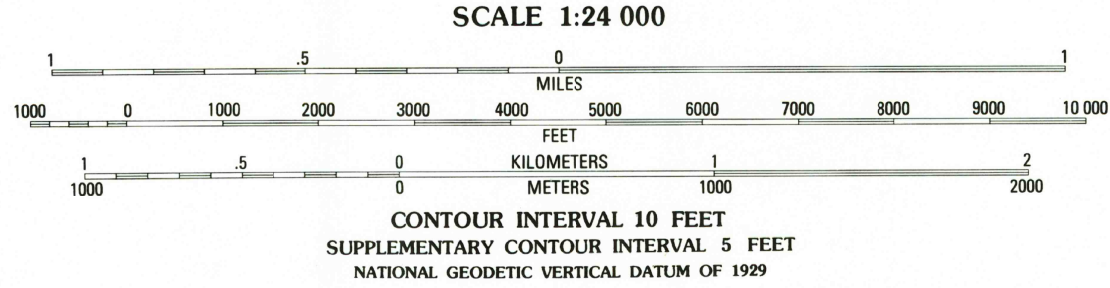 SCALE 1:24 000
1 .5 0 1
MILES
1000 0 1000 2000 3000 4000 5000 6000 7000 8000 9000 10 000
FEET
1 .5 0 KILOMETERS 1 2
1000 0 METERS 1000 2000
CONTOUR INTERVAL 10 FEET
SUPPLEMENTARY CONTOUR INTERVAL 5 FEET
NATIONAL GEODETIC VERTICAL DATUM OF 1929